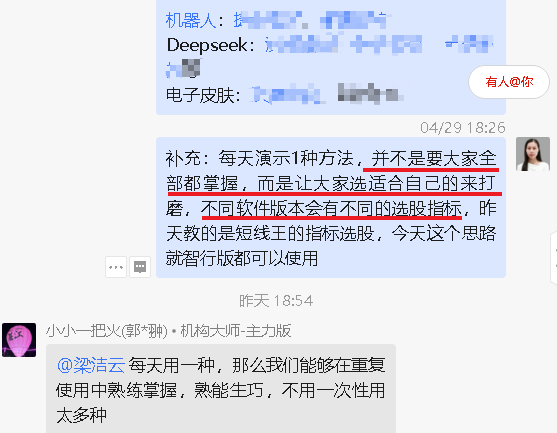 机器人：
Deepseek：
电子皮肤：
有人@你
04/29 18:26
补充：每天演示1种方法，并不是要大家全
部都掌握，而是让大家选适合自己的来打
磨，不同软件版本会有不同的选股指标，昨
天教的是短线王的指标选股，今天这个思路
就智行版都可以使用
昨天 18:54
小小一把火(郭*翀) • 机构大师-主力版
@梁洁云 每天用一种，那么我们能够在重复
使用中熟练掌握，熟能生巧，不用一次性用
太多种